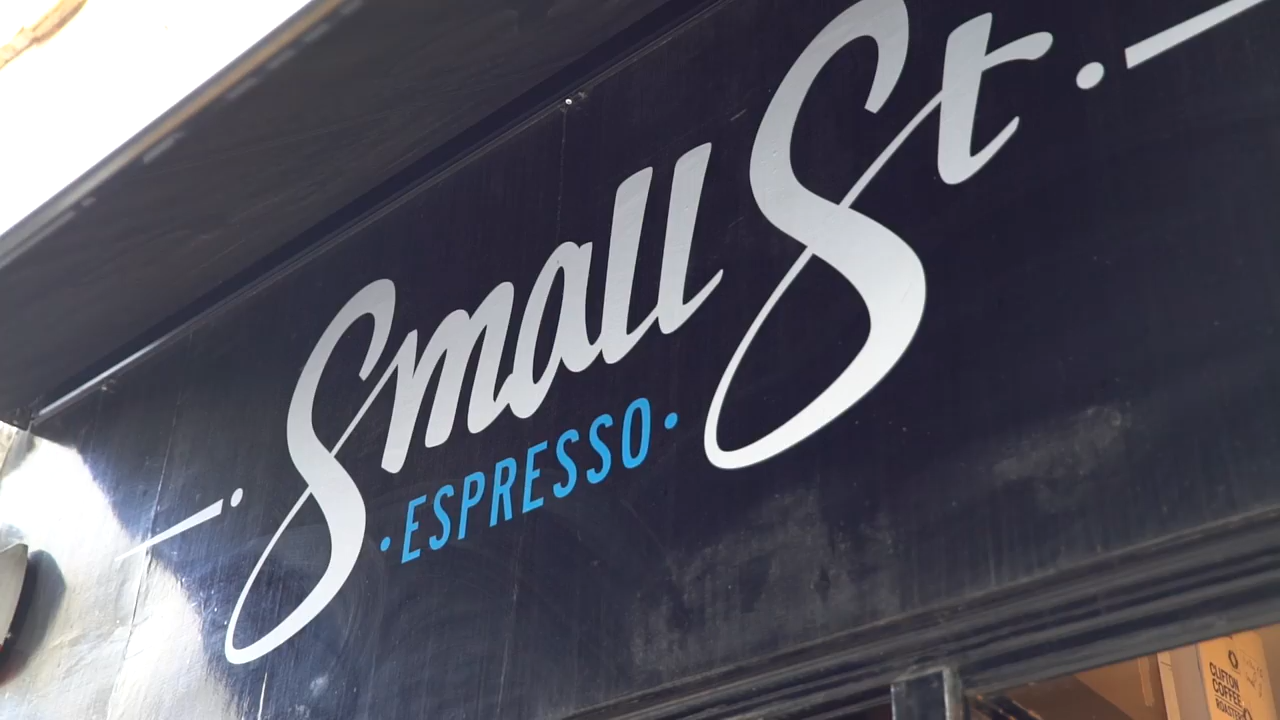 Small St.
·ESPRESSO·
CLIFTON
COFFEE
ROASTERS